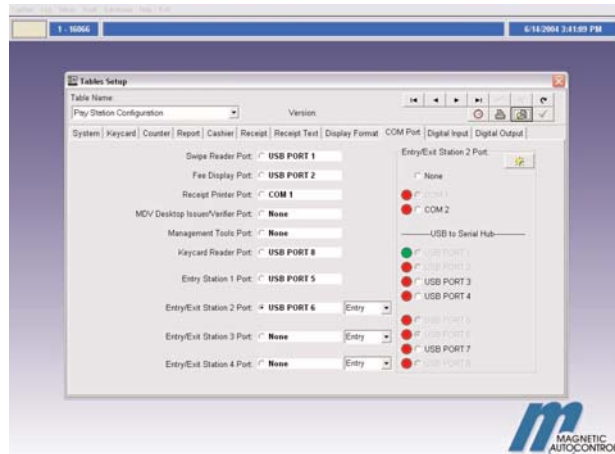 1 - 16066
6/14/2004 3:41:09 PM
Tables Setup
Table Name:
Pay Station Configuration
Version:
System Keycard Counter Report Cashier Receipt Receipt Text Display Format COM Port Digital Input Digital Output
Swipe Reader Port: USB PORT 1
Fee Display Port: USB PORT 2
Receipt Printer Port: COM 1
MDV Desktop Issuer/Verifier Port: None
Management Tools Port: None
Keycard Reader Port: USB PORT 8
Entry Station 1 Port: USB PORT 5
Entry/Exit Station 2 Port: USB PORT 6 Entry
Entry/Exit Station 3 Port: None Entry
Entry/Exit Station 4 Port: None Entry
Entry/Exit Station 2 Port:
None
COM 1
COM 2
USB to Serial Hub
USB PORT 1
USB PORT 2
USB PORT 3
USB PORT 4
USB PORT 5
USB PORT 6
USB PORT 7
USB PORT 8
MAGNETIC
AUTOCONTROL